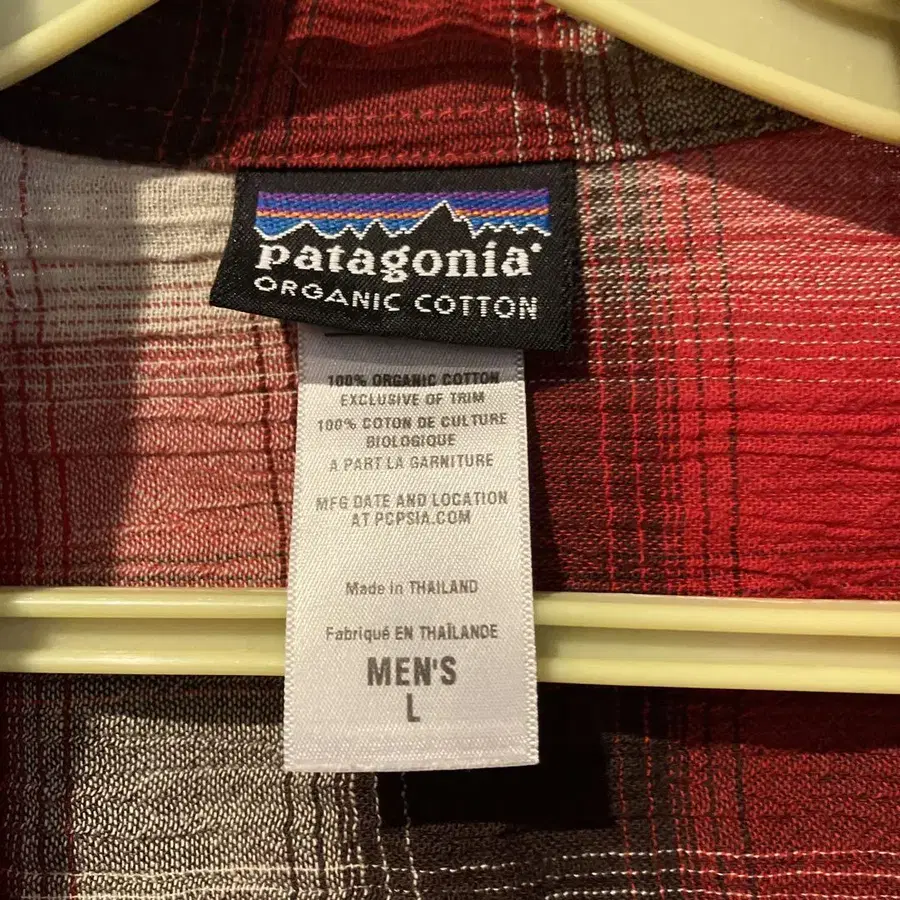 patagonia®
ORGANIC COTTON
100% ORGANIC COTTON
EXCLUSIVE OF TRIM
100% COTON DE CULTURE
BIOLOGIQUE
A PART LA GARNITURE
MFG DATE AND LOCATION
AT PCPSIA.COM
Made in THAILAND
Fabriqué EN THAÏLANDE
MEN'S
L